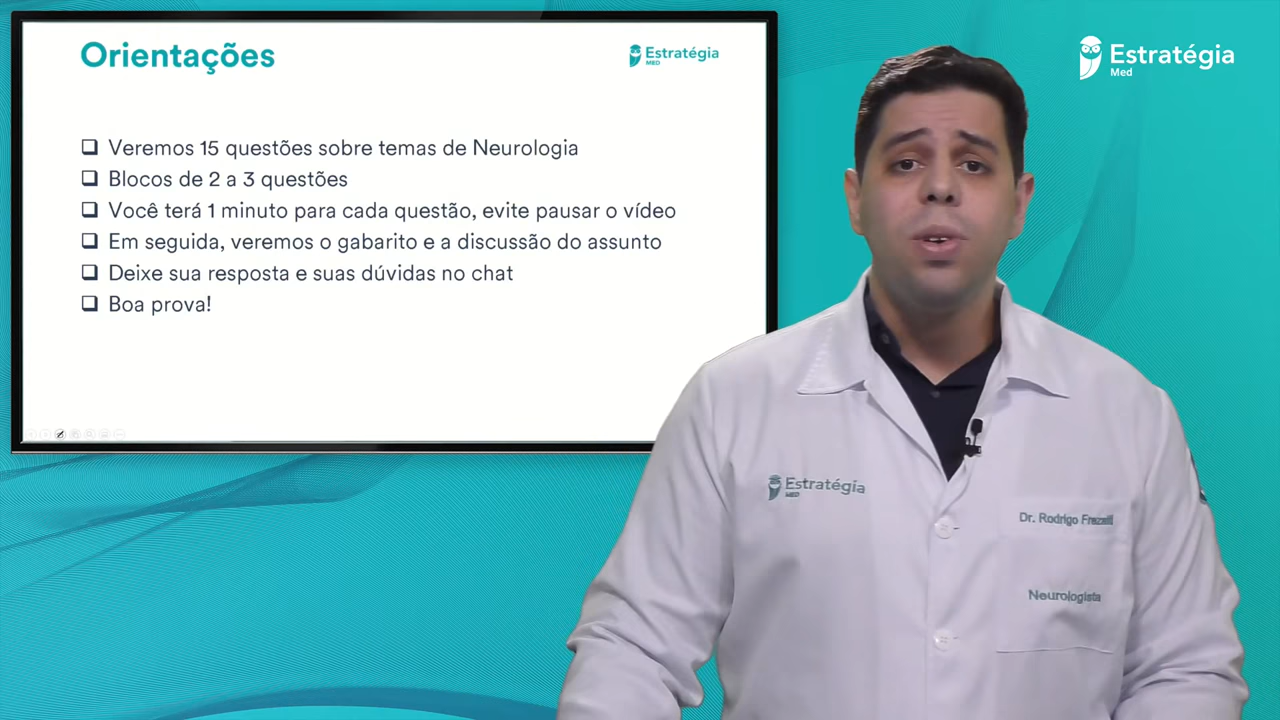 Orientações
Estratégia
MED
Veremos 15 questões sobre temas de Neurologia
Blocos de 2 a 3 questões
Você terá 1 minuto para cada questão, evite pausar o vídeo
Em seguida, veremos o gabarito e a discussão do assunto
Deixe sua resposta e suas dúvidas no chat
Boa prova!
Estratégia
Med
Estratégia
MED
Dr. Rodrigo
Neurologista